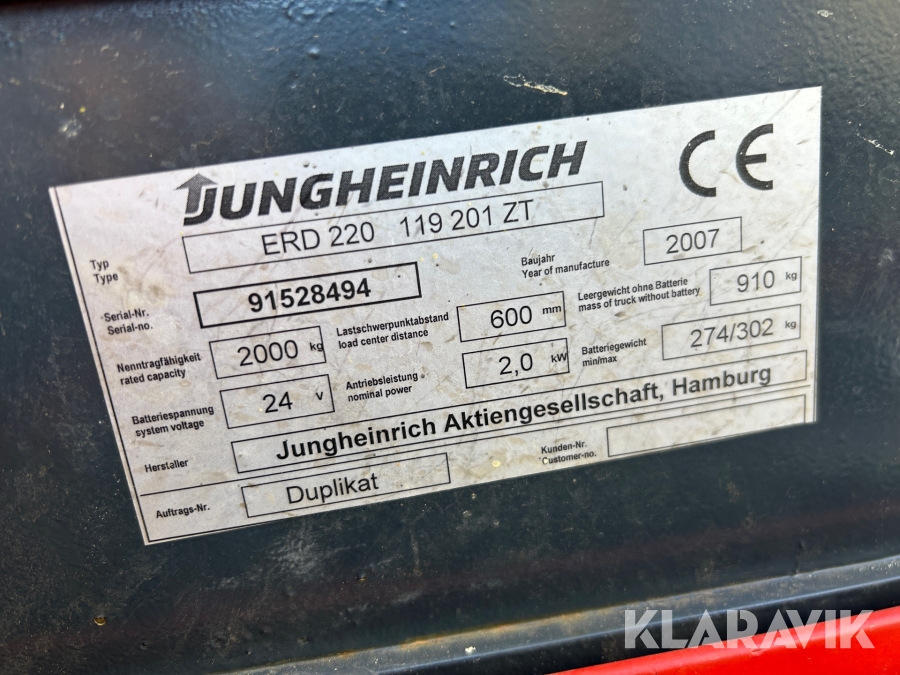 JUNGHEINRICH
CE
Typ
Type
ERD 220 119 201 ZT
Baujahr
Year of manufacture
2007
Serial-Nr.
Serial-no.
91528494
Lastschwerpunktabstand
load center distance
600 mm
Leergewicht ohne Batterie
mass of truck without battery
910 kg
Nenntragfähigkeit
rated capacity
2000 kg
Antriebsleistung
nominal power
2,0 kW
Batteriegewicht
min/max
274/302 kg
Batteriespannung
system voltage
24 V
Hersteller
Jungheinrich Aktiengesellschaft, Hamburg
Auftrags-Nr.
Duplikat
Kunden-Nr.
Customer-no.
KLARAVIK